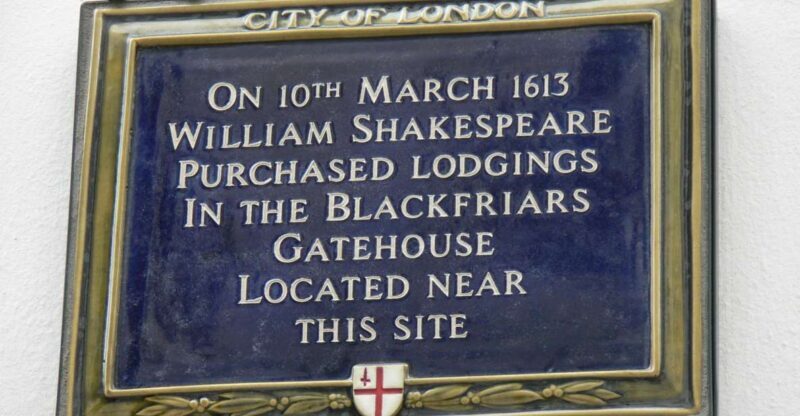 CITY OF LONDON
ON 10TH MARCH 1613
WILLIAM SHAKESPEARE
PURCHASED LODGINGS
IN THE BLACKFRIARS
GATEHOUSE
LOCATED NEAR
THIS SITE